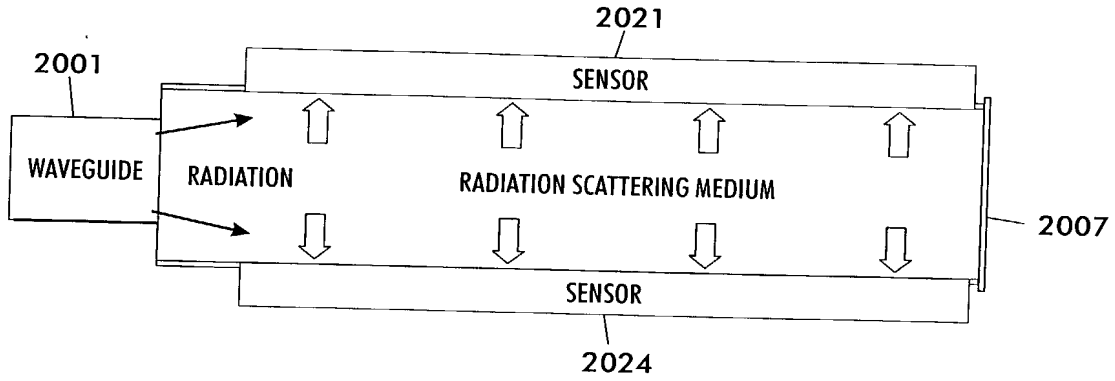 2021
2001
SENSOR
WAVEGUIDE
RADIATION
RADIATION SCATTERING MEDIUM
2007
SENSOR
2024